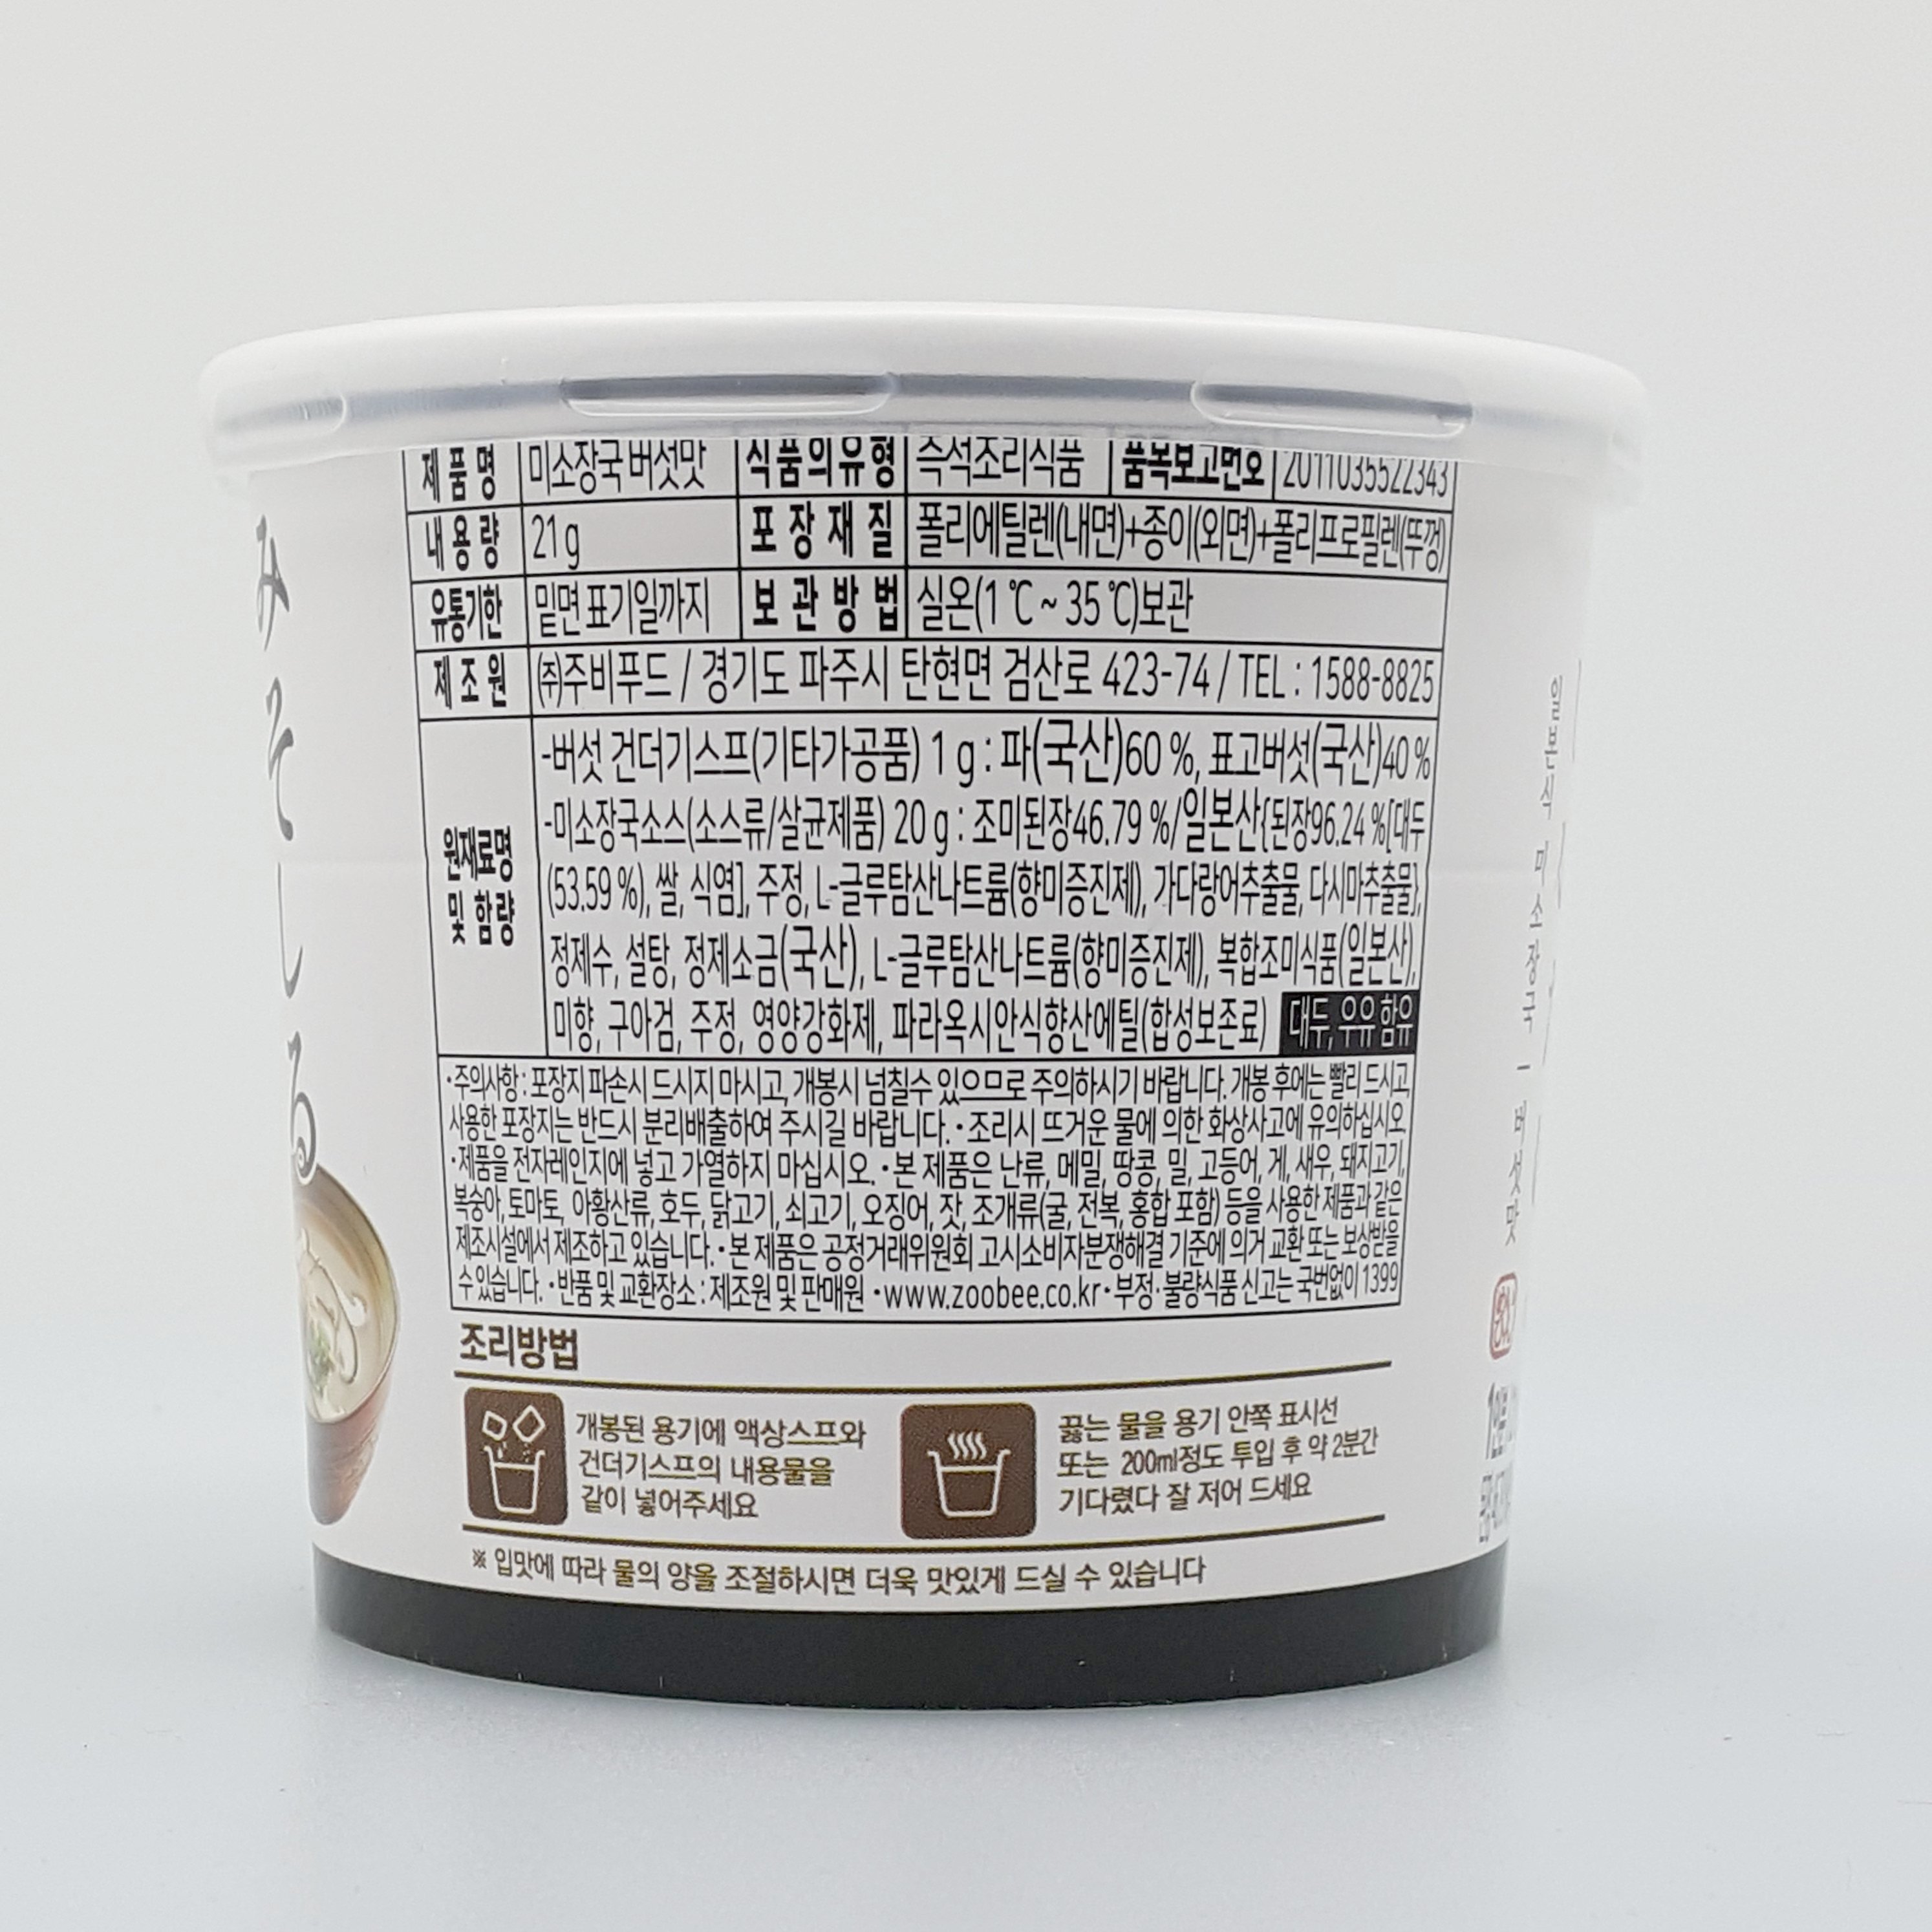 みそしる
제품명 미소장국 버섯맛 식품의유형 즉석조리식품 품목보고번호 2011035522343
내용량 21g 포장재질 폴리에틸렌(내면)+종이(외면)+폴리프로필렌(뚜껑)
유통기한 밑면 표기일까지 보관방법 실온(1 ℃ ~ 35 ℃)보관
제조원 ㈜주비푸드 / 경기도 파주시 탄현면 검산로 423-74 / TEL : 1588-8825
원재료명 및 함량
-버섯 건더기스프(기타가공품) 1 g : 파(국산)60 %, 표고버섯(국산)40 %
-미소장국소스(소스류/살균제품) 20 g : 조미된장46.79 %/일본산{된장96.24 %[대두
(53.59 %), 쌀, 식염], 주정, L-글루탐산나트륨(향미증진제), 가다랑어추출물, 다시마추출물},
정제수, 설탕, 정제소금(국산), L-글루탐산나트륨(향미증진제), 복합조미식품(일본산),
미향, 구아검, 주정, 영양강화제, 파라옥시안식향산에틸(합성보존료) 대두, 우유 함유
·주의사항 : 포장지 파손시 드시지 마시고, 개봉시 넘칠수 있으므로 주의하시기 바랍니다. 개봉 후에는 빨리 드시고,
사용한 포장지는 반드시 분리배출하여 주시길 바랍니다. ·조리시 뜨거운 물에 의한 화상사고에 유의하십시오.
·제품을 전자레인지에 넣고 가열하지 마십시오. ·본 제품은 난류, 메밀, 땅콩, 밀, 고등어, 게, 새우, 돼지고기,
복숭아, 토마토, 아황산류, 호두, 닭고기, 쇠고기, 오징어, 잣, 조개류(굴, 전복, 홍합 포함) 등을 사용한 제품과 같은
제조시설에서 제조하고 있습니다. ·본 제품은 공정거래위원회 고시소비자분쟁해결 기준에 의거 교환 또는 보상받을
수 있습니다. ·반품 및 교환장소 : 제조원 및 판매원 ·www.zoobee.co.kr ·부정·불량식품 신고는 국번없이 1399
조리방법
개봉된 용기에 액상스프와
건더기스프의 내용물을
같이 넣어주세요
끓는 물을 용기 안쪽 표시선
또는 200ml정도 투입 후 약 2분간
기다렸다 잘 저어 드세요
※ 입맛에 따라 물의 양을 조절하시면 더욱 맛있게 드실 수 있습니다
일본식 미소장국 - 버섯맛